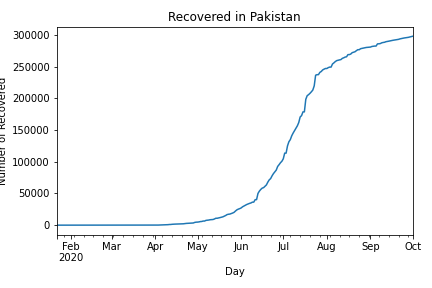 Recovered in Pakistan
300000
250000
200000
150000
100000
50000
0
Number of Recovered
Feb Mar Apr May Jun Jul Aug Sep Oct
2020
Day